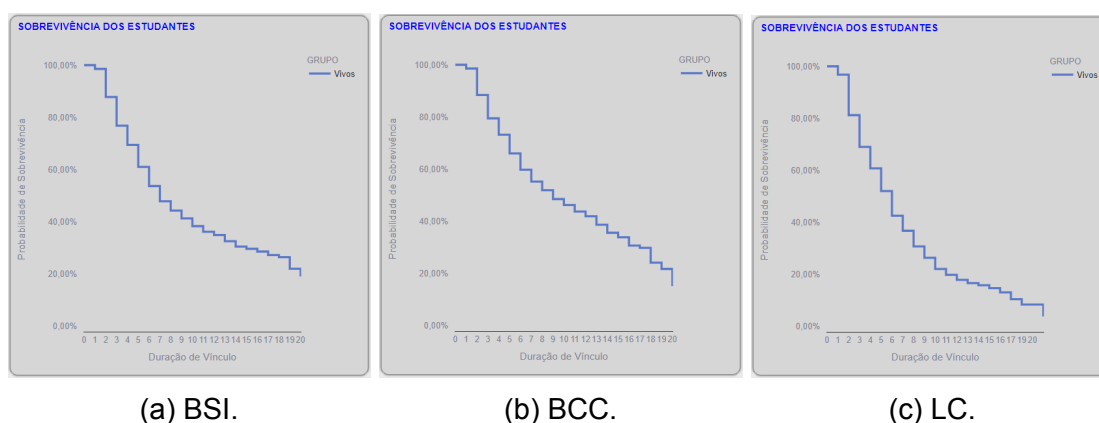 SOBREVIVÊNCIA DOS ESTUDANTES
GRUPO
Vivos
Probabilidade de Sobrevivência
100,00%
80,00%
60,00%
40,00%
20,00%
0,00%
0 1 2 3 4 5 6 7 8 9 10 11 12 13 14 15 16 17 18 19 20
Duração de Vínculo
(a) BSI.
SOBREVIVÊNCIA DOS ESTUDANTES
GRUPO
Vivos
Probabilidade de Sobrevivência
100,00%
80,00%
60,00%
40,00%
20,00%
0,00%
0 1 2 3 4 5 6 7 8 9 10 11 12 13 14 15 16 17 18 19 20
Duração de Vínculo
(b) BCC.
SOBREVIVÊNCIA DOS ESTUDANTES
GRUPO
Vivos
Probabilidade de Sobrevivência
100,00%
80,00%
60,00%
40,00%
20,00%
0,00%
0 1 2 3 4 5 6 7 8 9 10 11 12 13 14 15 16 17 19 20
Duração de Vínculo
(c) LC.